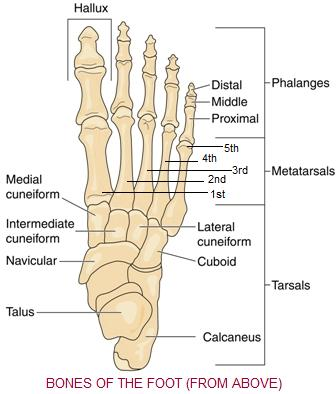 Hallux
Distal
Middle
Proximal
Phalanges
5th
4th
3rd
2nd
1st
Metatarsals
Medial
cuneiform
Intermediate
cuneiform
Navicular
Lateral
cuneiform
Cuboid
Tarsals
Talus
Calcaneus
BONES OF THE FOOT (FROM ABOVE)